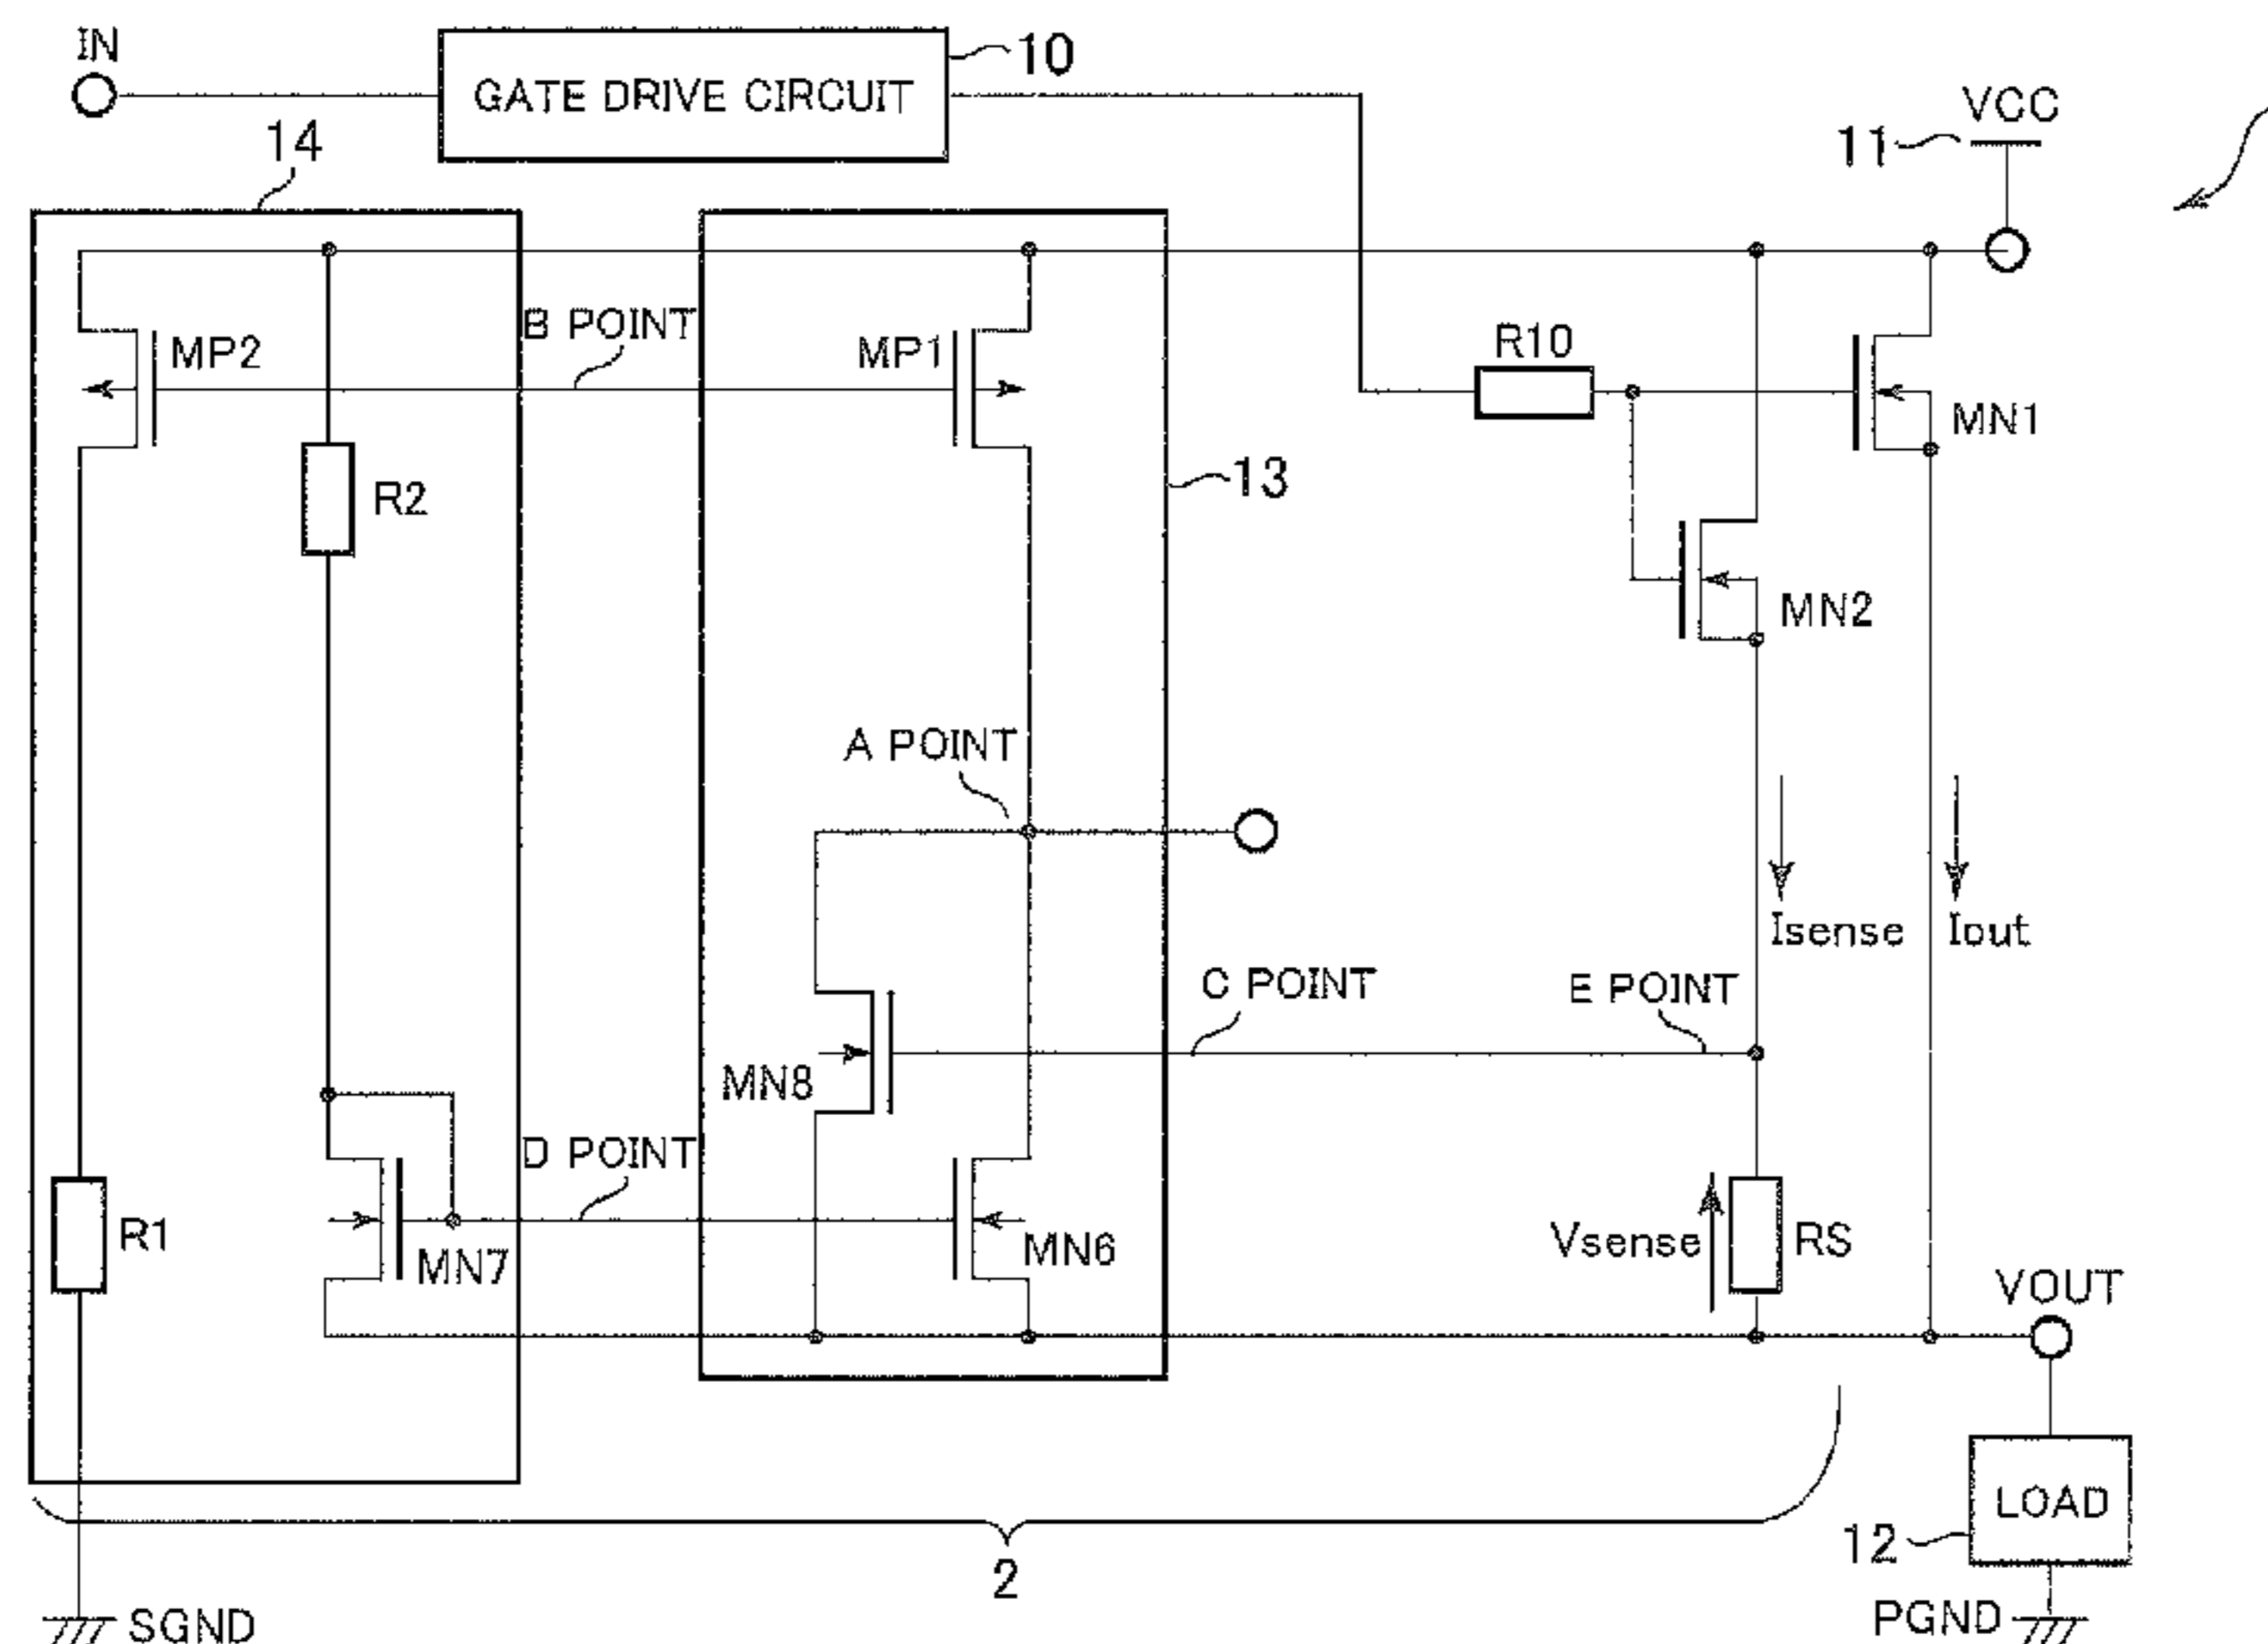 IN
GATE DRIVE CIRCUIT
10
VCC
11
14
B POINT
MP2
MP1
R10
MN1
R2
13
MN2
A POINT
Isense
Iout
C POINT
E POINT
MN8
D POINT
R1
MN7
MN6
Vsense
RS
VOUT
LOAD
12
2
SGND
PGND